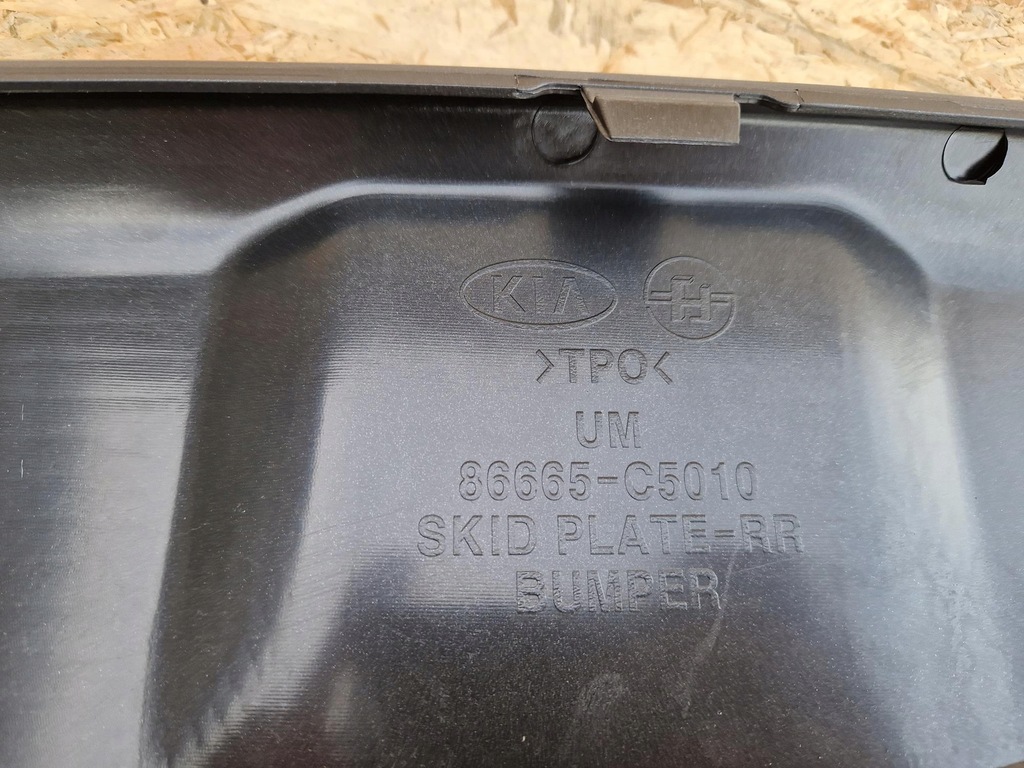 KIA
>TPO<
UM
86665-C5010
SKID PLATE-RR
BUMPER